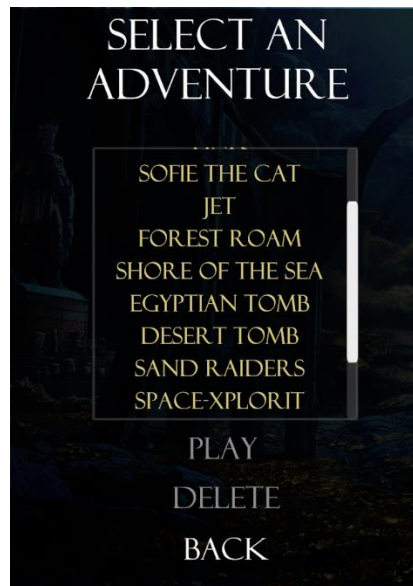 SELECT AN
ADVENTURE
SOFIE THE CAT
JET
FOREST ROAM
SHORE OF THE SEA
EGYPTIAN TOMB
DESERT TOMB
SAND RAIDERS
SPACE-XPLORIT
PLAY
DELETE
BACK